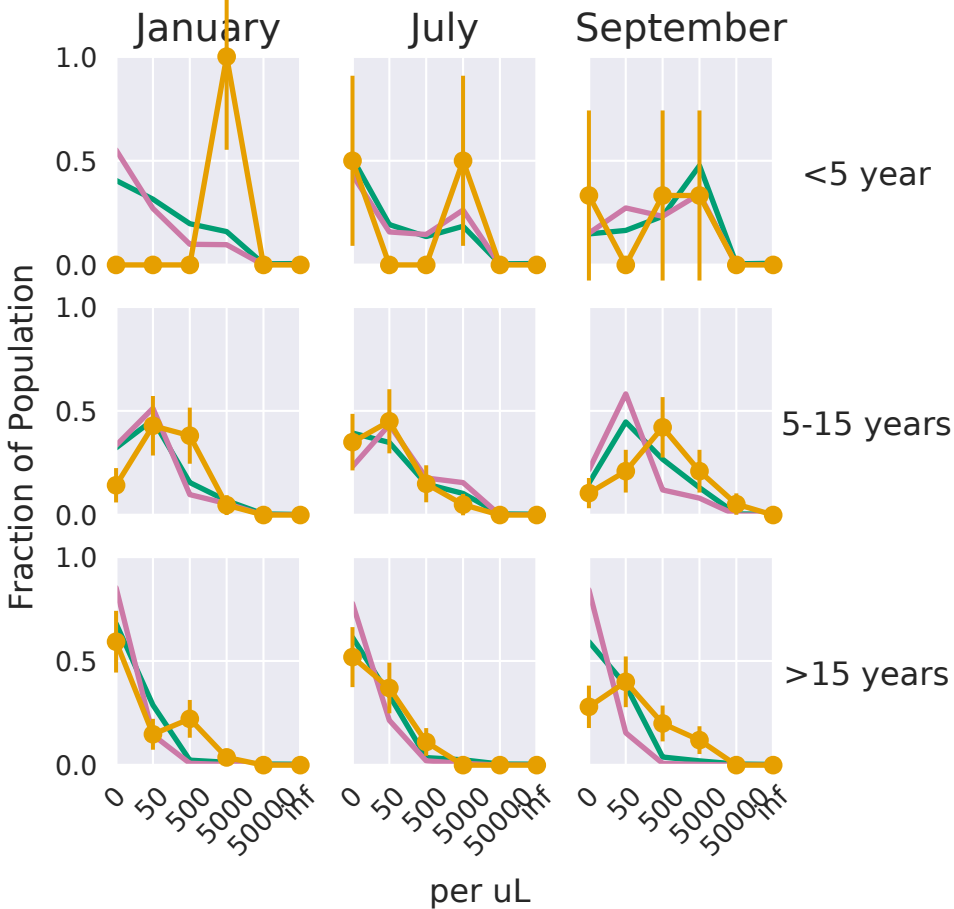 January July September
1.0
0.5
0.0
<5 year
1.0
0.5
0.0
5-15 years
1.0
0.5
0.0
>15 years
Fraction of Population
0 50 500 5000 50000 inf
0 50 500 5000 50000 inf
0 50 500 5000 50000 inf
per uL